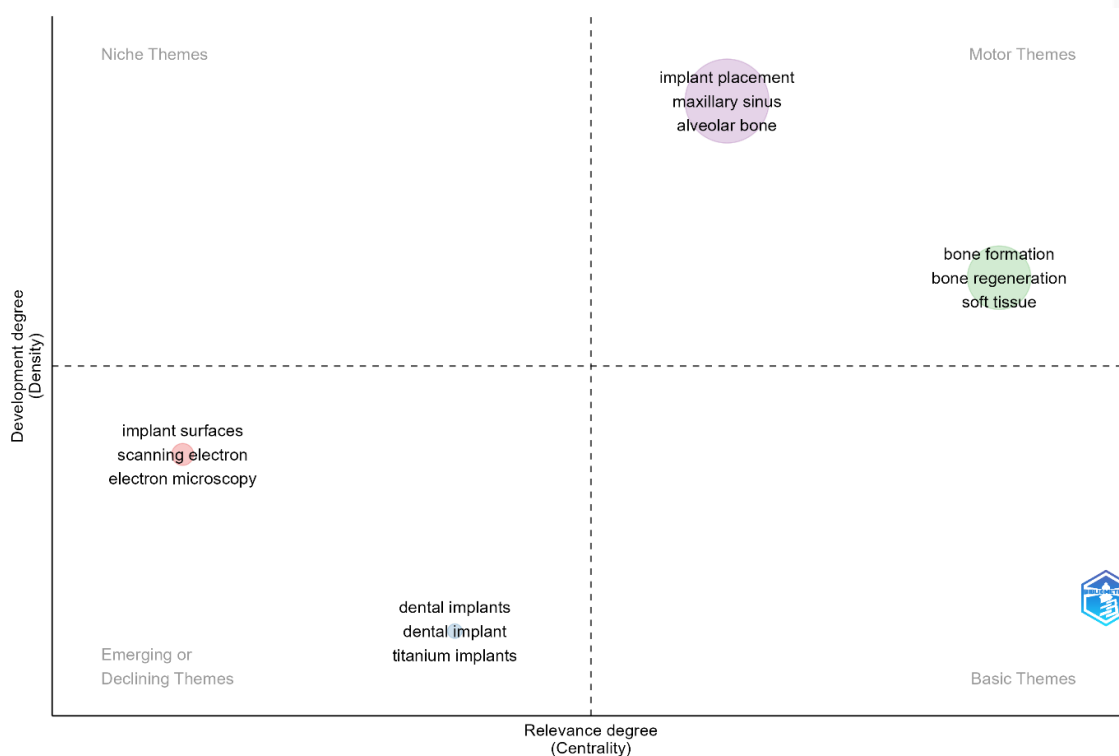 Niche Themes
Motor Themes
implant placement
maxillary sinus
alveolar bone
bone formation
bone regeneration
soft tissue
Development degree
(Density)
implant surfaces
scanning electron
electron microscopy
dental implants
dental implant
titanium implants
Emerging or
Declining Themes
Basic Themes
Relevance degree
(Centrality)